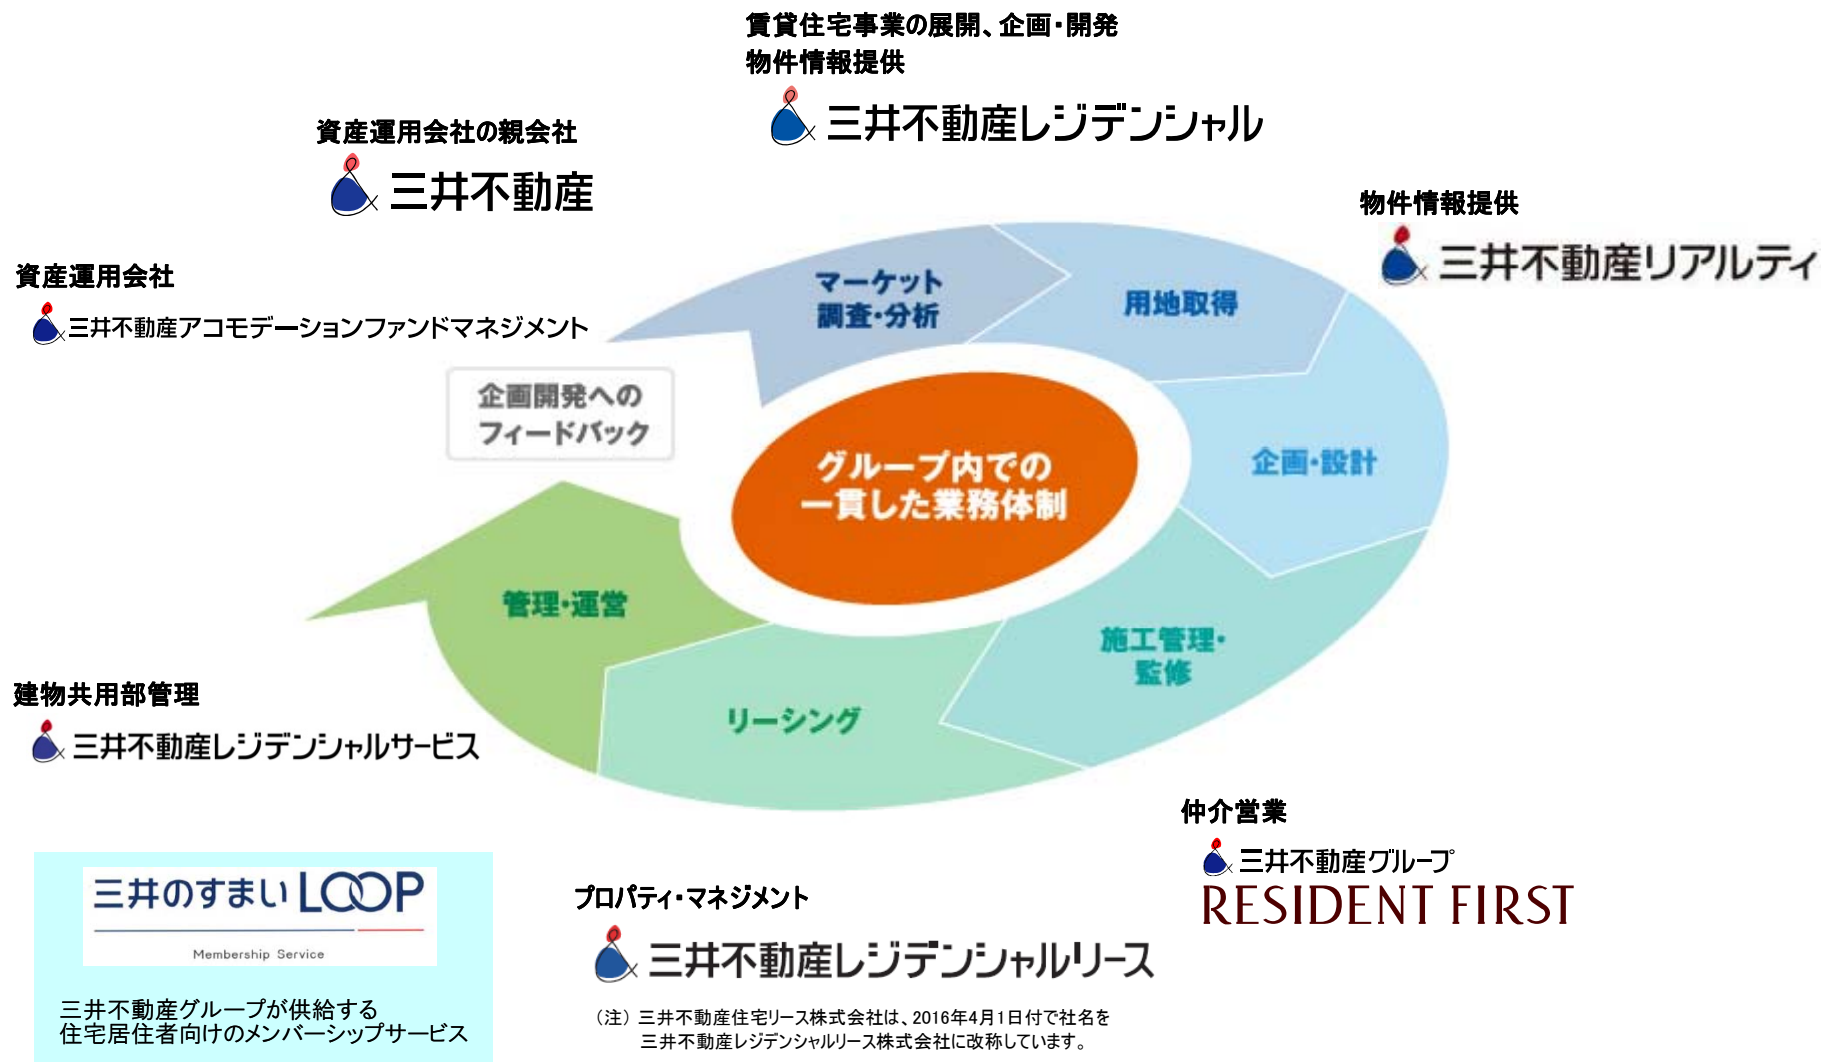 賃貸住宅事業の展開、企画・開発
物件情報提供
三井不動産レジデンシャル
資産運用会社の親会社
三井不動産
物件情報提供
三井不動産リアルティ
資産運用会社
三井不動産アコモデーションファンドマネジメント
マーケット
調査・分析
用地取得
企画開発への
フィードバック
グループ内での
一貫した業務体制
企画・設計
管理・運営
施工管理・
監修
リーシング
建物共用部管理
三井不動産レジデンシャルサービス
仲介営業
三井不動産グループ
RESIDENT FIRST
三井のすまい LOOP
Membership Service
三井不動産グループが供給する
住宅居住者向けのメンバーシップサービス
プロパティ・マネジメント
三井不動産レジデンシャルリース
（注） 三井不動産住宅リース株式会社は、2016年4月1日付で社名を
三井不動産レジデンシャルリース株式会社に改称しています。